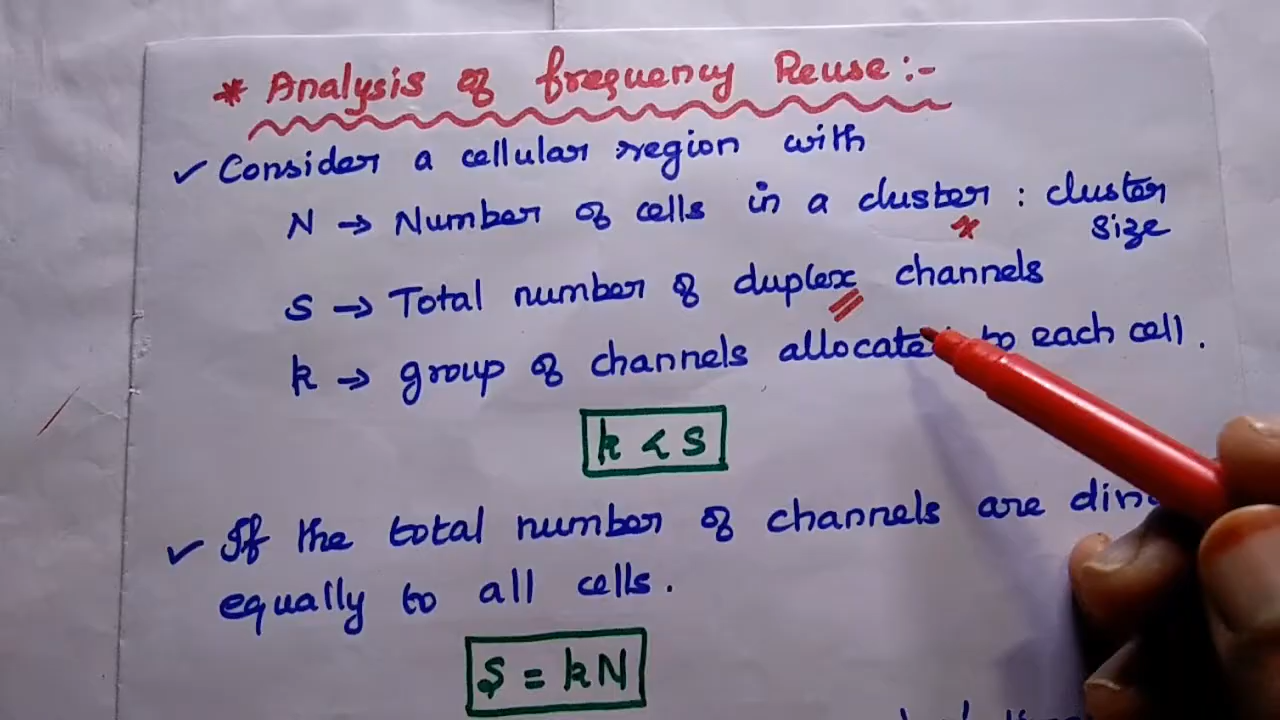 * Analysis of frequency Reuse:-
✓ Consider a cellular region with
N → Number of cells in a cluster : cluster size
S → Total number of duplex channels
k → group of channels allocated to each cell.
k < S
✓ If the total number of channels are
equally to all cells.
S = kN